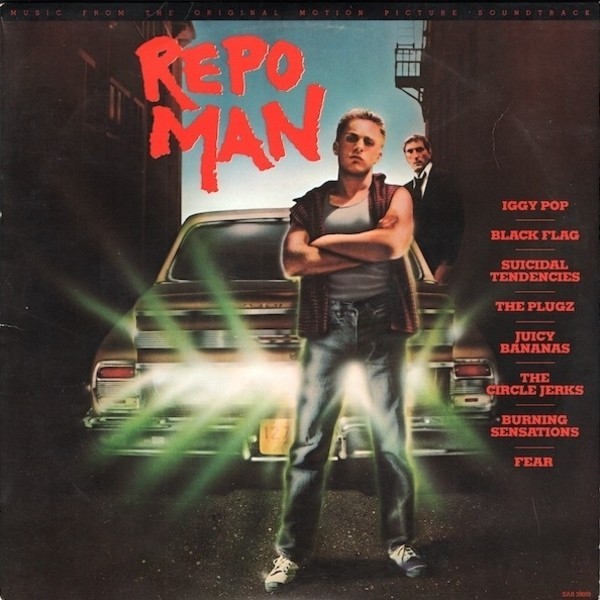 MUSIC FROM THE ORIGINAL MOTION PICTURE SOUNDTRACK
REPO
MAN
IGGY POP
BLACK FLAG
SUICIDAL
TENDENCIES
THE PLUGZ
JUICY
BANANAS
THE
CIRCLE JERKS
BURNING
SENSATIONS
FEAR